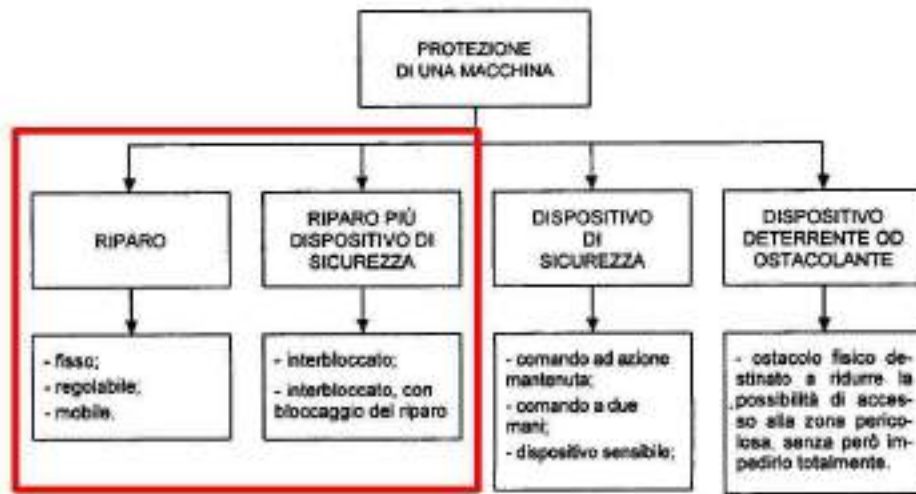 PROTEZIONE
DI UNA MACCHINA
RIPARO
RIPARO PIÙ
DISPOSITIVO DI
SICUREZZA
DISPOSITIVO
DI
SICUREZZA
DISPOSITIVO
DETERRENTE OD
OSTACOLANTE
- fisso;
- regolabile;
- mobile.
- interbloccato;
- interbloccato, con
bloccaggio del riparo
- comando ad azione
mantenuta;
- comando a due
mani;
- dispositivo sensibile;
- ostacolo fisico de-
stinato a ridurre la
possibilità di acces-
so alla zona perico-
losa, senza però im-
pedirlo totalmente.